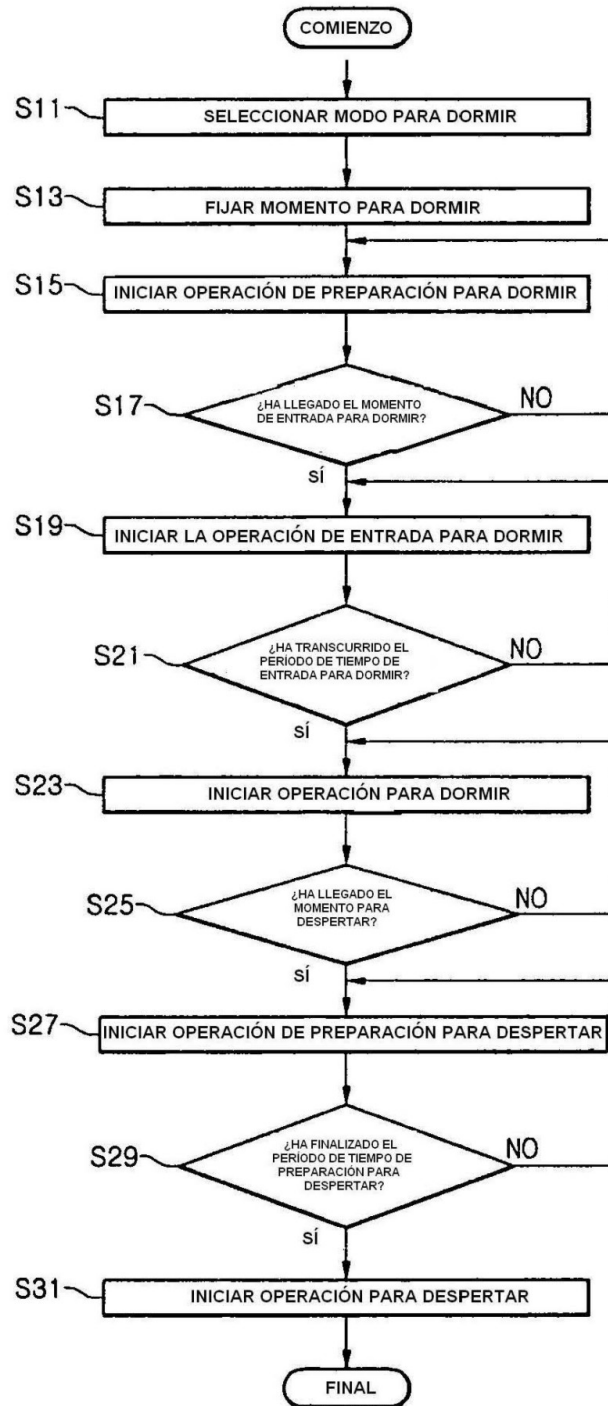 COMIENZO
S11 SELECCIONAR MODO PARA DORMIR
S13 FIJAR MOMENTO PARA DORMIR
S15 INICIAR OPERACIÓN DE PREPARACIÓN PARA DORMIR
¿HA LLEGADO EL MOMENTO
DE ENTRADA PARA DORMIR?
S17
NO
SÍ
S19 INICIAR LA OPERACIÓN DE ENTRADA PARA DORMIR
¿HA TRANSCURRIDO EL
PERÍODO DE TIEMPO DE
ENTRADA PARA DORMIR?
S21
NO
SÍ
S23 INICIAR OPERACIÓN PARA DORMIR
¿HA LLEGADO EL
MOMENTO PARA
DESPERTAR?
S25
NO
SÍ
S27 INICIAR OPERACIÓN DE PREPARACIÓN PARA DESPERTAR
¿HA FINALIZADO EL
PERÍODO DE TIEMPO DE
PREPARACIÓN PARA
DESPERTAR?
S29
NO
SÍ
S31 INICIAR OPERACIÓN PARA DESPERTAR
FINAL